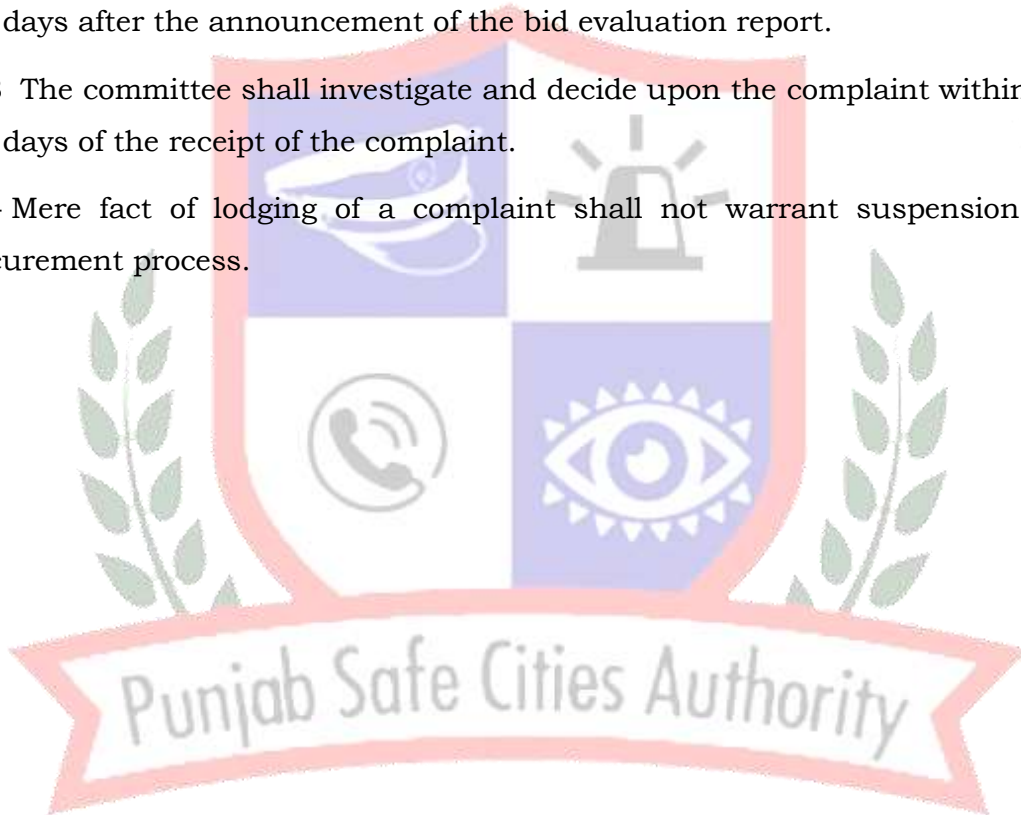 days after the announcement of the bid evaluation report.
The committee shall investigate and decide upon the complaint within
days of the receipt of the complaint.
Mere fact of lodging of a complaint shall not warrant suspension
curement process.
Punjab Safe Cities Authority